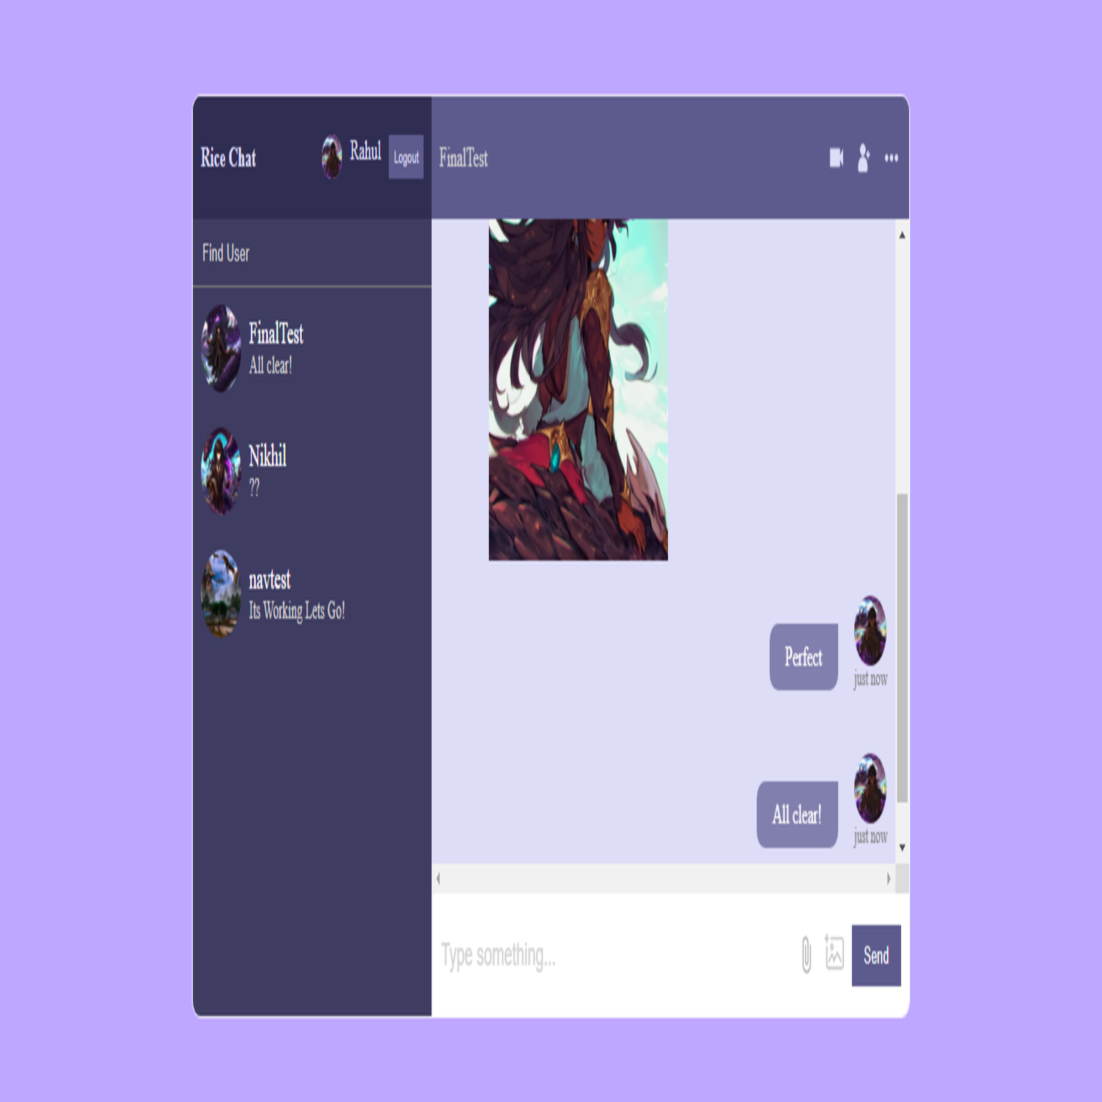 Rice Chat
Rahul
Logout
FinalTest
Find User
FinalTest
All clear!
Nikhil
??
navtest
Its Working Lets Go!
Perfect
just now
All clear!
just now
Type something...
Send